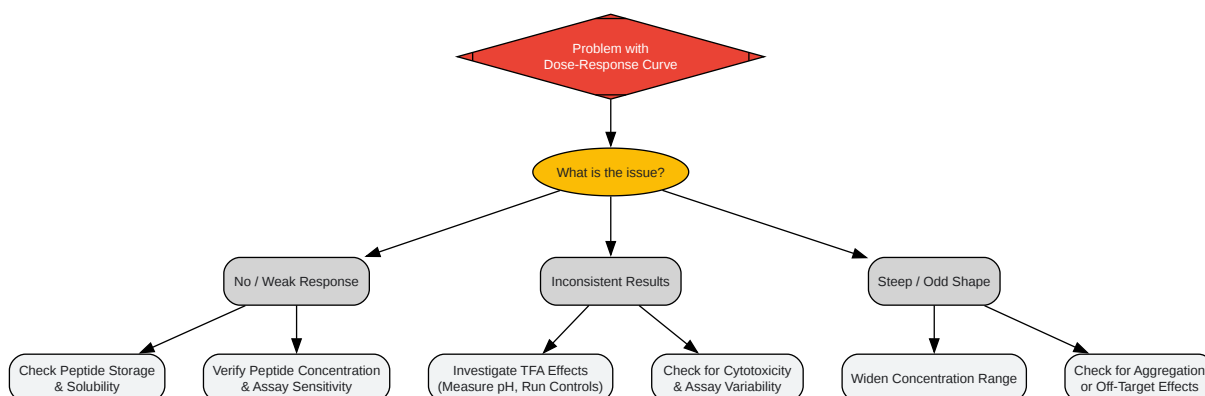 Problem with
Dose-Response Curve
What is the issue?
No / Weak Response
Inconsistent Results
Steep / Odd Shape
Check Peptide Storage
& Solubility
Verify Peptide Concentration
& Assay Sensitivity
Investigate TFA Effects
(Measure pH, Run Controls)
Check for Cytotoxicity
& Assay Variability
Widen Concentration Range
Check for Aggregation
or Off-Target Effects